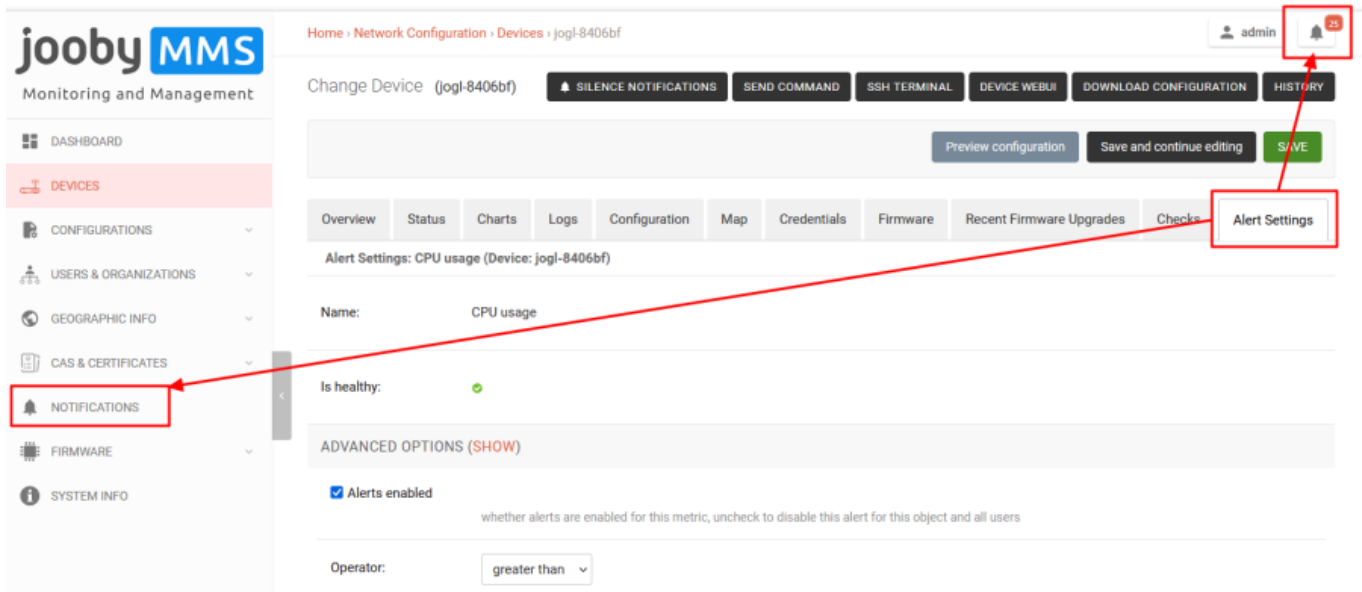 jooby MMS
Monitoring and Management
DASHBOARD
DEVICES
CONFIGURATIONS
USERS & ORGANIZATIONS
GEOGRAPHIC INFO
CAS & CERTIFICATES
NOTIFICATIONS
FIRMWARE
SYSTEM INFO
Home › Network Configuration › Devices › jogl-8406bf
admin
25
Change Device (jogl-8406bf)
SILENCE NOTIFICATIONS
SEND COMMAND
SSH TERMINAL
DEVICE WEBUI
DOWNLOAD CONFIGURATION
HISTORY
Preview configuration
Save and continue editing
SAVE
Overview
Status
Charts
Logs
Configuration
Map
Credentials
Firmware
Recent Firmware Upgrades
Checks
Alert Settings
Alert Settings: CPU usage (Device: jogl-8406bf)
Name: CPU usage
Is healthy:
ADVANCED OPTIONS (SHOW)
Alerts enabled
whether alerts are enabled for this metric, uncheck to disable this alert for this object and all users
Operator: greater than